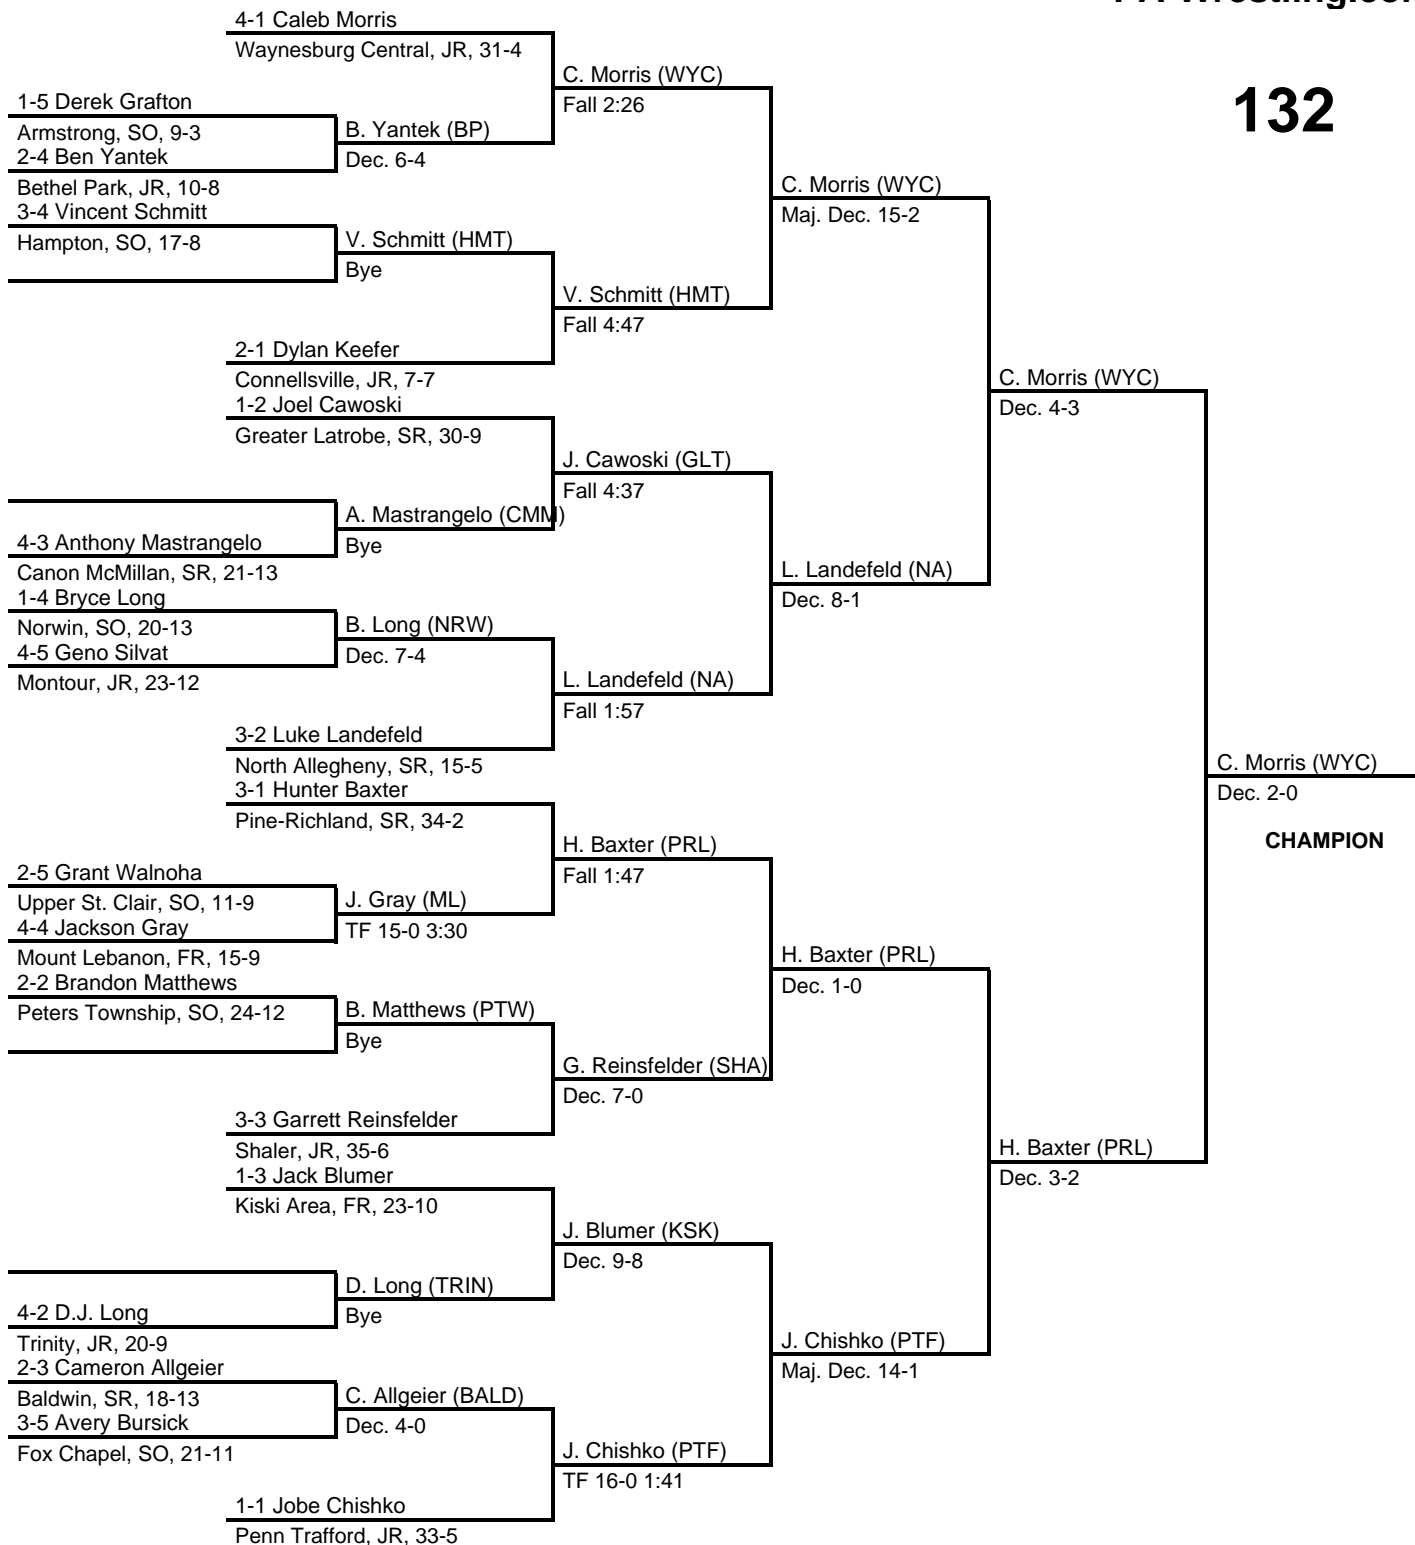 4-1 Caleb Morris
Waynesburg Central, JR, 31-4
C. Morris (WYC)
Fall 2:26
132
1-5 Derek Grafton
Armstrong, SO, 9-3
B. Yantek (BP)
Dec. 6-4
2-4 Ben Yantek
Bethel Park, JR, 10-8
C. Morris (WYC)
Maj. Dec. 15-2
3-4 Vincent Schmitt
Hampton, SO, 17-8
V. Schmitt (HMT)
Bye
V. Schmitt (HMT)
Fall 4:47
2-1 Dylan Keefer
Connellsville, JR, 7-7
C. Morris (WYC)
Dec. 4-3
1-2 Joel Cawoski
Greater Latrobe, SR, 30-9
J. Cawoski (GLT)
Fall 4:37
A. Mastrangelo (CMM)
Bye
4-3 Anthony Mastrangelo
Canon McMillan, SR, 21-13
L. Landefeld (NA)
Dec. 8-1
1-4 Bryce Long
Norwin, SO, 20-13
B. Long (NRW)
Dec. 7-4
4-5 Geno Silvat
Montour, JR, 23-12
L. Landefeld (NA)
Fall 1:57
3-2 Luke Landefeld
North Allegheny, SR, 15-5
C. Morris (WYC)
Dec. 2-0
CHAMPION
3-1 Hunter Baxter
Pine-Richland, SR, 34-2
H. Baxter (PRL)
Fall 1:47
2-5 Grant Walnoha
Upper St. Clair, SO, 11-9
J. Gray (ML)
TF 15-0 3:30
4-4 Jackson Gray
Mount Lebanon, FR, 15-9
H. Baxter (PRL)
Dec. 1-0
2-2 Brandon Matthews
Peters Township, SO, 24-12
B. Matthews (PTW)
Bye
G. Reinsfelder (SHA)
Dec. 7-0
3-3 Garrett Reinsfelder
Shaler, JR, 35-6
H. Baxter (PRL)
Dec. 3-2
1-3 Jack Blumer
Kiski Area, FR, 23-10
J. Blumer (KSK)
Dec. 9-8
D. Long (TRIN)
Bye
4-2 D.J. Long
Trinity, JR, 20-9
J. Chishko (PTF)
Maj. Dec. 14-1
2-3 Cameron Allgeier
Baldwin, SR, 18-13
C. Allgeier (BALD)
Dec. 4-0
3-5 Avery Bursick
Fox Chapel, SO, 21-11
J. Chishko (PTF)
TF 16-0 1:41
1-1 Jobe Chishko
Penn Trafford, JR, 33-5